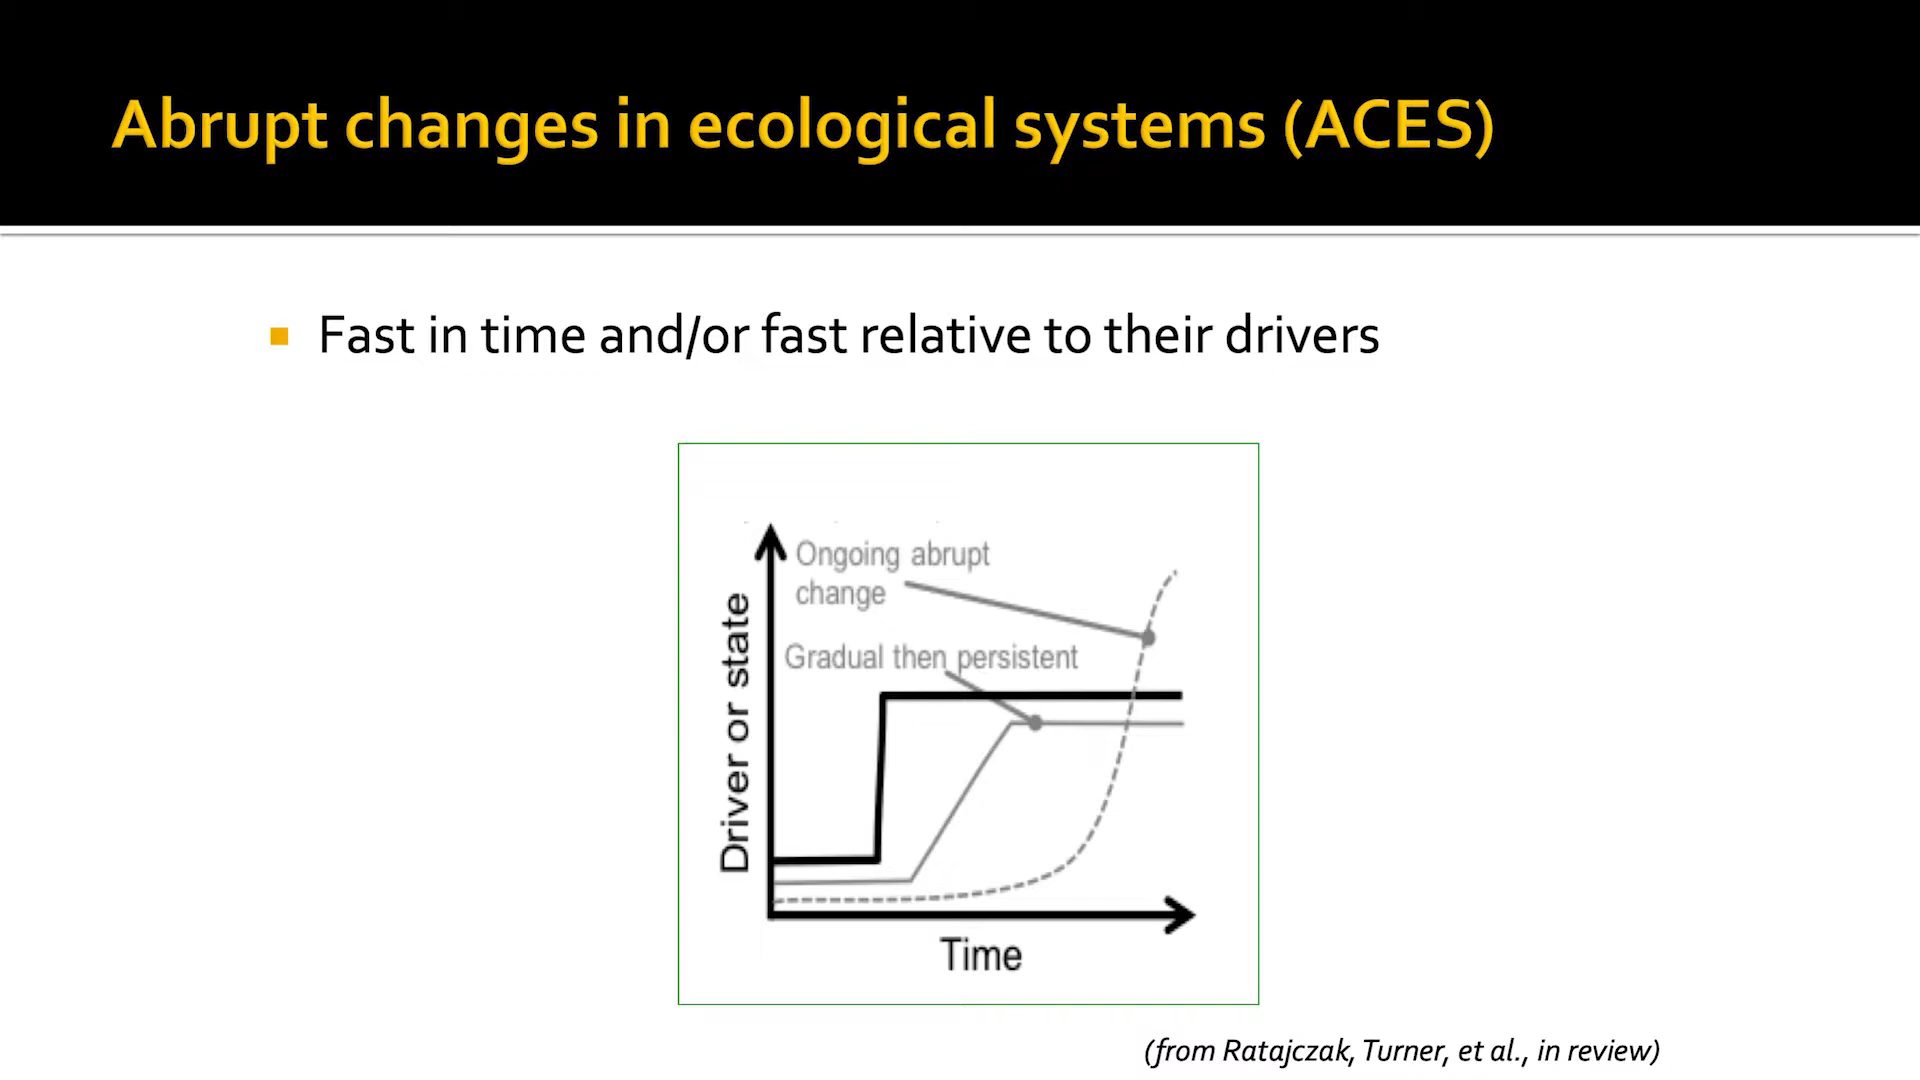 Abrupt changes in ecological systems (ACES)
Fast in time and/or fast relative to their drivers
Ongoing abrupt
change
Gradual then persistent
Driver or state
Time
(from Ratajczak, Turner, et al., in review)